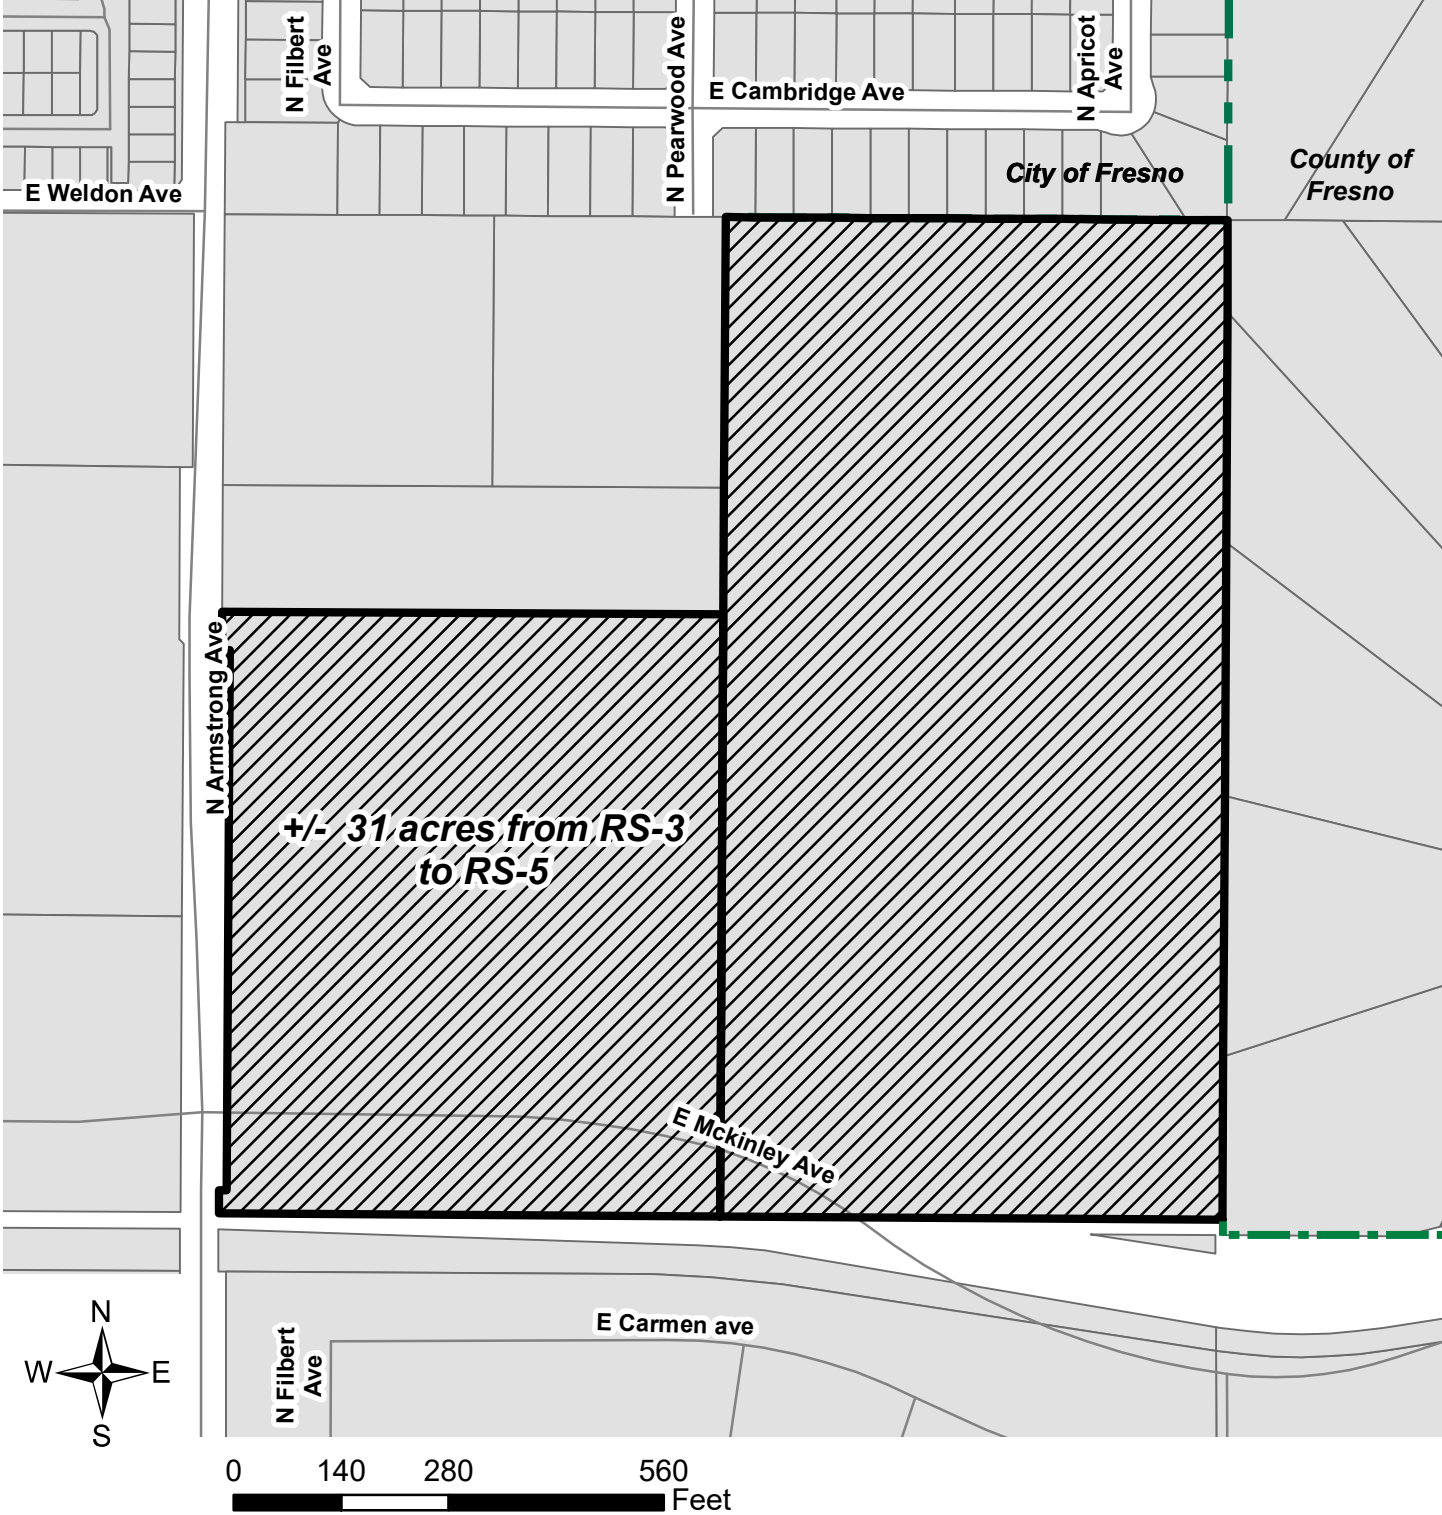 N Filbert
Ave
N Pearwood Ave
E Cambridge Ave
N Apricot
Ave
E Weldon Ave
City of Fresno
County of
Fresno
N Armstrong Ave
+/- 31 acres from RS-3
to RS-5
E Mckinley Ave
E Carmen ave
N Filbert
Ave
N
W E
S
0 140 280 560
Feet